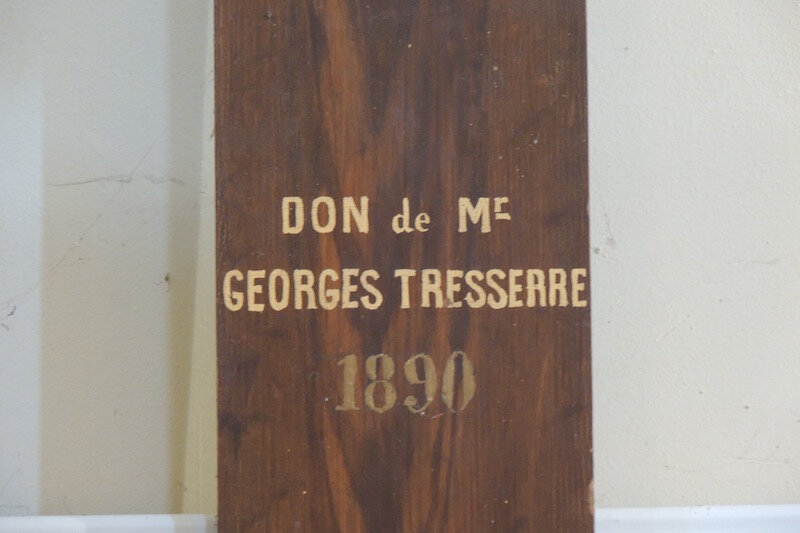 DON de Mr
GEORGES TRESSERRE
1890